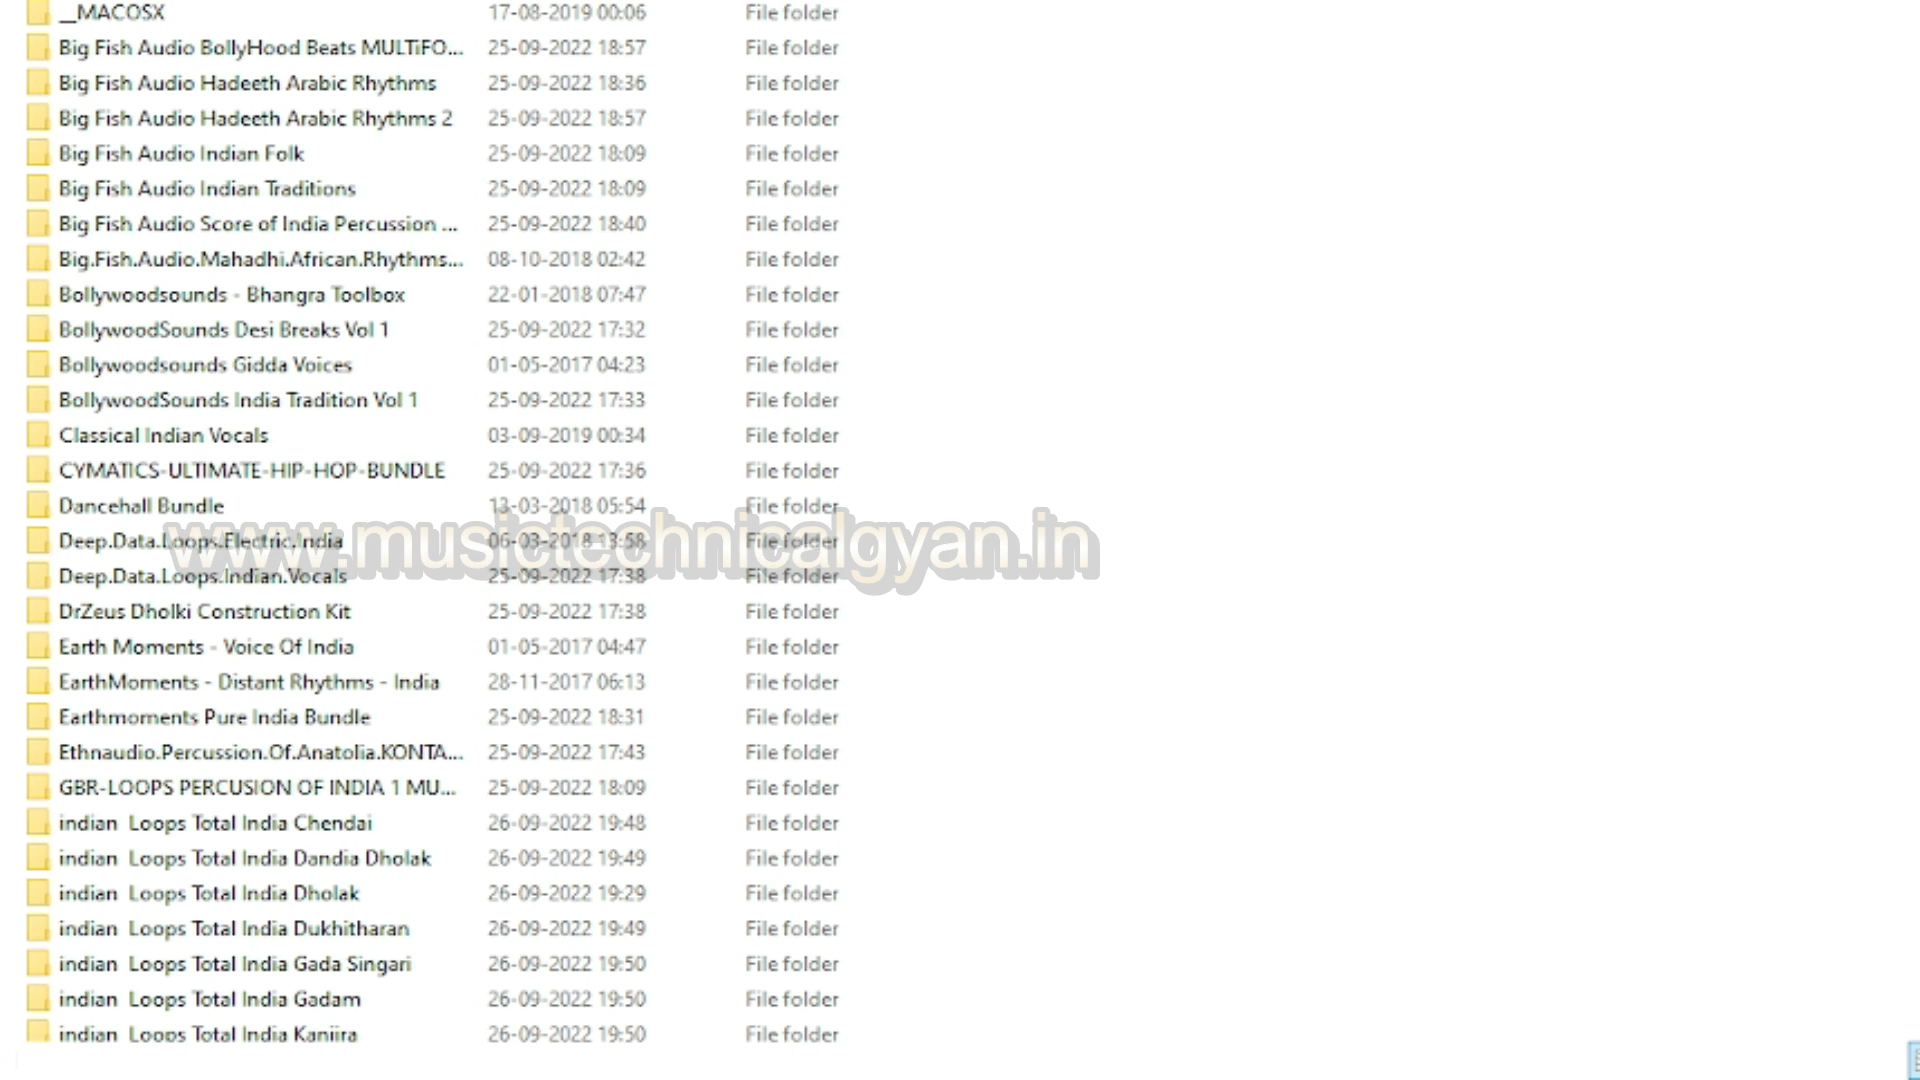 __MACOSX 17-08-2019 00:06 File folder
Big Fish Audio BollyHood Beats MULTiFO... 25-09-2022 18:57 File folder
Big Fish Audio Hadeeth Arabic Rhythms 25-09-2022 18:36 File folder
Big Fish Audio Hadeeth Arabic Rhythms 2 25-09-2022 18:57 File folder
Big Fish Audio Indian Folk 25-09-2022 18:09 File folder
Big Fish Audio Indian Traditions 25-09-2022 18:09 File folder
Big Fish Audio Score of India Percussion ... 25-09-2022 18:40 File folder
Big.Fish.Audio.Mahadhi.African.Rhythms... 08-10-2018 02:42 File folder
Bollywoodsounds - Bhangra Toolbox 22-01-2018 07:47 File folder
BollywoodSounds Desi Breaks Vol 1 25-09-2022 17:32 File folder
Bollywoodsounds Gidda Voices 01-05-2017 04:23 File folder
BollywoodSounds India Tradition Vol 1 25-09-2022 17:33 File folder
Classical Indian Vocals 03-09-2019 00:34 File folder
CYMATICS-ULTIMATE-HIP-HOP-BUNDLE 25-09-2022 17:36 File folder
Dancehall Bundle 13-03-2018 05:54 File folder
Deep.Data.Loops.Electric.India 06-03-2018 13:58 File folder
www.musictechnicalgyan.in
Deep.Data.Loops.Indian.Vocals 25-09-2022 17:38 File folder
DrZeus Dholki Construction Kit 25-09-2022 17:38 File folder
Earth Moments - Voice Of India 01-05-2017 04:47 File folder
EarthMoments - Distant Rhythms - India 28-11-2017 06:13 File folder
Earthmoments Pure India Bundle 25-09-2022 18:31 File folder
Ethnaudio.Percussion.Of.Anatolia.KONTA... 25-09-2022 17:43 File folder
GBR-LOOPS PERCUSION OF INDIA 1 MU... 25-09-2022 18:09 File folder
indian  Loops Total India Chendai 26-09-2022 19:48 File folder
indian  Loops Total India Dandia Dholak 26-09-2022 19:49 File folder
indian  Loops Total India Dholak 26-09-2022 19:29 File folder
indian  Loops Total India Dukhitharan 26-09-2022 19:49 File folder
indian  Loops Total India Gada Singari 26-09-2022 19:50 File folder
indian  Loops Total India Gadam 26-09-2022 19:50 File folder
indian  Loops Total India Kanjira 26-09-2022 19:50 File folder